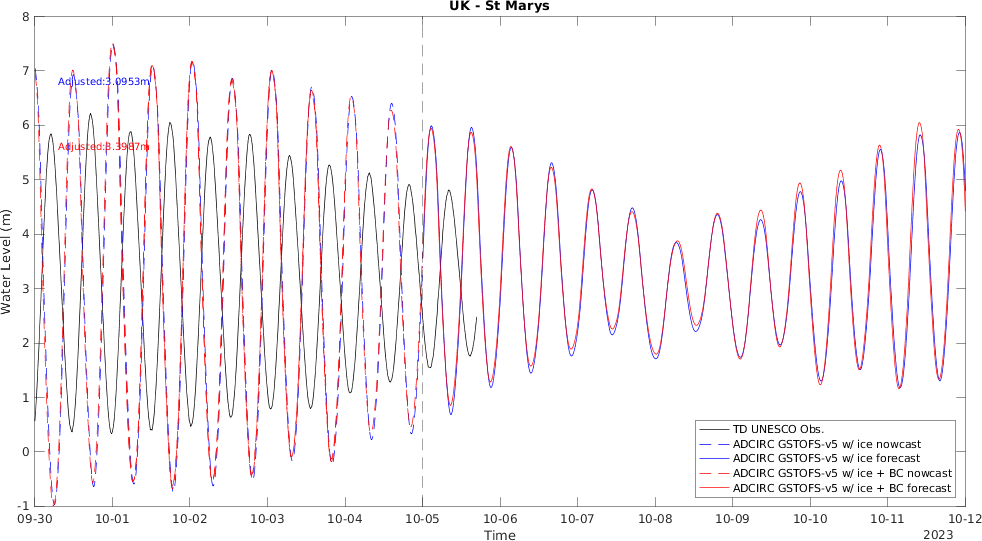 UK - St Marys
8
7
6
5
4
3
2
1
0
-1
Water Level (m)
Adjusted:3.0953m
Adjusted:3.3987m
TD UNESCO Obs.
ADCIRC GSTOFS-v5 w/ ice nowcast
ADCIRC GSTOFS-v5 w/ ice forecast
ADCIRC GSTOFS-v5 w/ ice + BC nowcast
ADCIRC GSTOFS-v5 w/ ice + BC forecast
09-30 10-01 10-02 10-03 10-04 10-05 10-06 10-07 10-08 10-09 10-10 10-11 10-12
Time
2023